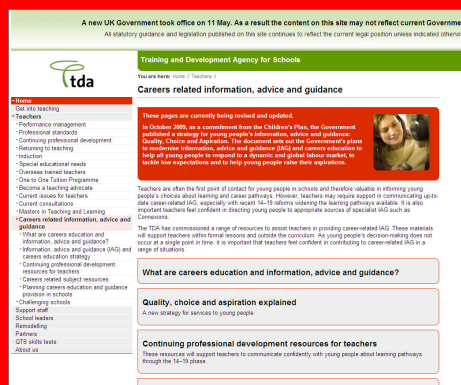 A new UK Government took office on 11 May. As a result the content on this site may not reflect current Governme
All statutory guidance and legislation published on this site continues to reflect the current legal position unless indicated otherwi
tda
Training and Development Agency for Schools
You are here: Home / Teachers /
Careers related information, advice and guidance
Home
Get into teaching
Teachers
Performance management
Professional standards
Continuing professional development
Returning to teaching
Induction
Special educational needs
Overseas trained teachers
One to One Tuition Programme
Become a teaching advocate
Current issues for teachers
Current consultations
Masters in Teaching and Learning
Careers related information, advice and
guidance
What are careers education and
information, advice and guidance?
Information, advice and guidance (IAG) and
careers education strategy
Continuing professional development
resources for teachers
Careers related subject resources
Planning careers education and guidance
provision in schools
Challenging schools
Support staff
School leaders
Remodelling
Partners
QTS skills tests
About us
These pages are currently being revised and updated.
In October 2009, as a commitment from the Children's Plan, the Government
published a strategy for young people's information, advice and guidance:
Quality, Choice and Aspiration. The document sets out the Government's plans
to modernise information, advice and guidance (IAG) and careers education to
help all young people to respond to a dynamic and global labour market, to
tackle low expectations and to help young people raise their aspirations.
Teachers are often the first point of contact for young people in schools and therefore valuable in informing young
people's choices about learning and career pathways. However, teachers may require support in communicating up-to-
date career-related IAG, especially with recent 14–19 reforms widening the learning pathways available. It is also
important teachers feel confident in directing young people to appropriate sources of specialist IAG such as
Connexions.
The TDA has commissioned a range of resources to assist teachers in providing career-related IAG. These materials
will support teachers within formal lessons and outside the curriculum. As young people's decision-making does not
occur at a single point in time, it is important that teachers feel confident in contributing to career-related IAG in a
range of situations.
What are careers education and information, advice and guidance?
Quality, choice and aspiration explained
A new strategy for services to young people
Continuing professional development resources for teachers
These resources will support teachers to communicate confidently with young people about learning pathways
through the 14–19 phase.